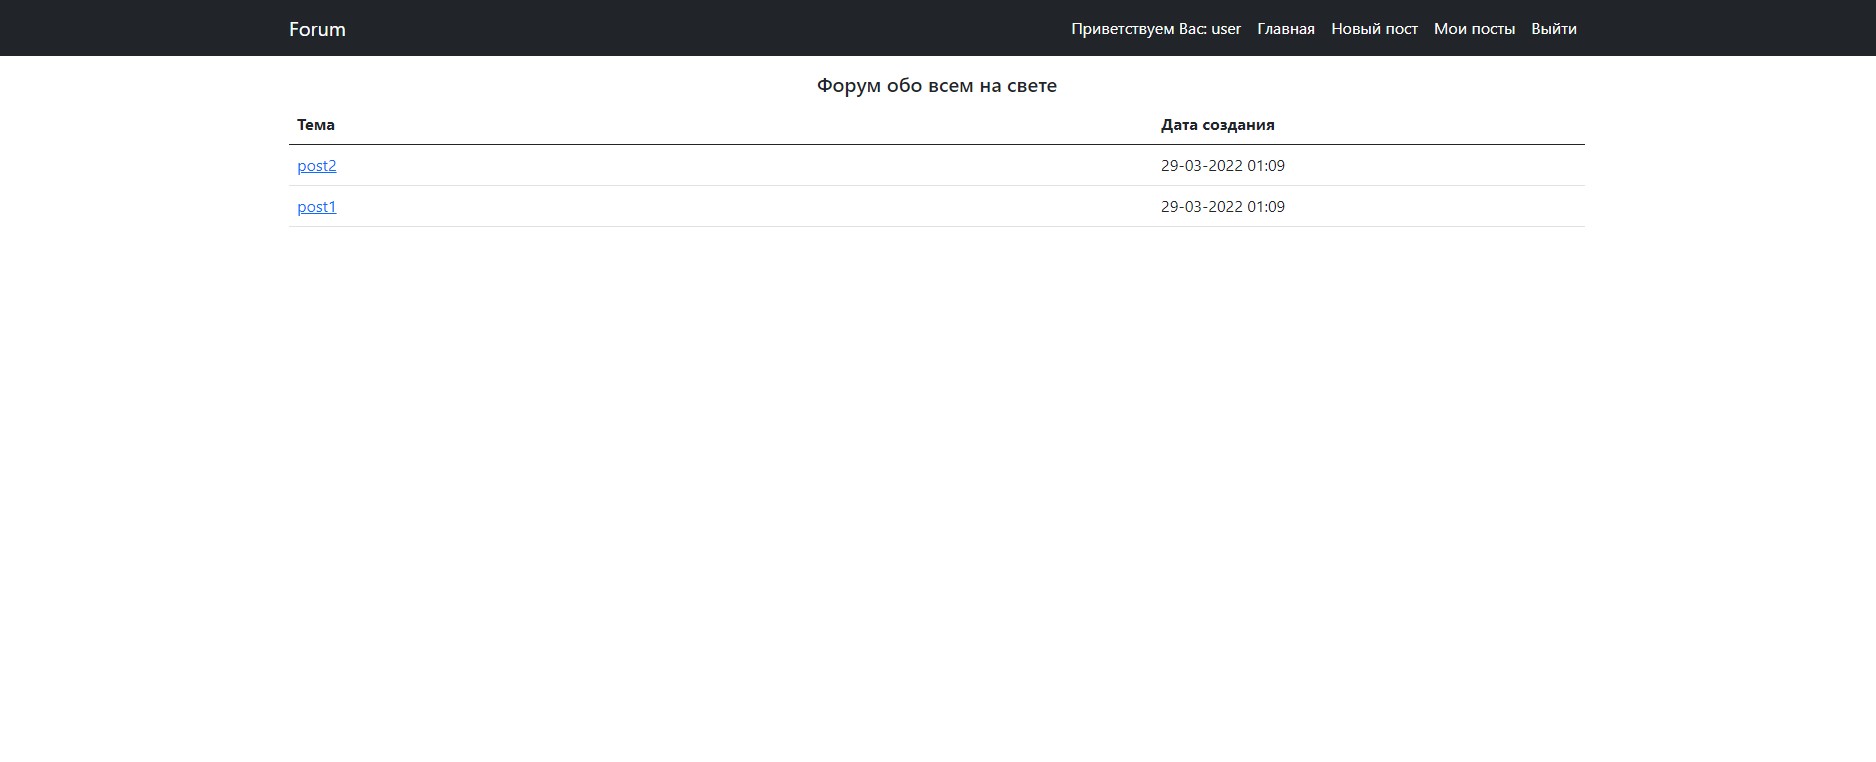 Forum Приветствуем Вас: user Главная Новый пост Мои посты Выйти
Форум обо всем на свете
Тема Дата создания
post2 29-03-2022 01:09
post1 29-03-2022 01:09